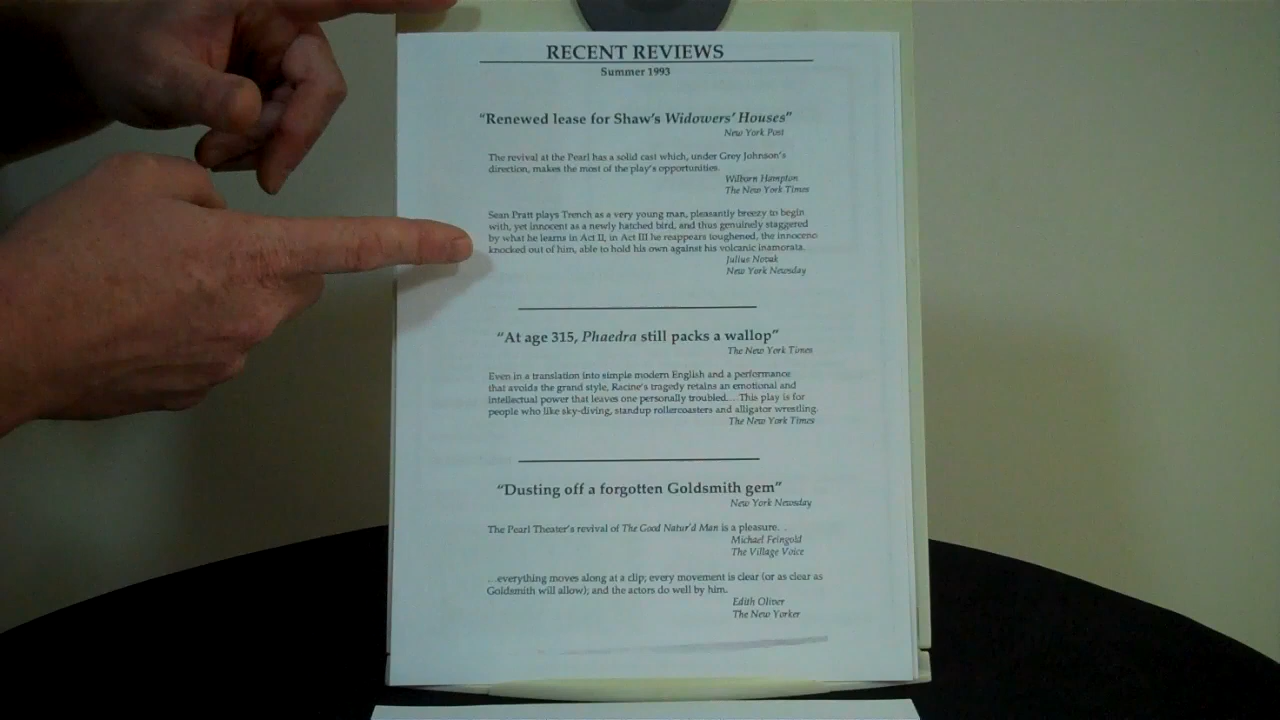 RECENT REVIEWS
Summer 1993
“Renewed lease for Shaw's Widowers' Houses”
New York Post
The revival at the Pearl has a solid cast which, under Grey Johnson's
direction, makes the most of the play's opportunities.
Wilborn Hampton
The New York Times
Sean Pratt plays Trench as a very young man, pleasantly breezy to begin
with, yet innocent as a newly hatched bird, and thus genuinely staggered
by what he learns in Act II, in Act III he reappears toughened, the innocenc
knocked out of him, able to hold his own against his volcanic inamorata.
Julius Novak
New York Newsday
“At age 315, Phaedra still packs a wallop”
The New York Times
Even in a translation into simple modern English and a performance
that avoids the grand style, Racine's tragedy retains an emotional and
intellectual power that leaves one personally troubled.... This play is for
people who like sky-diving, standup rollercoasters and alligator wrestling.
The New York Times
“Dusting off a forgotten Goldsmith gem”
New York Newsday
The Pearl Theater's revival of The Good Natur'd Man is a pleasure. . .
Michael Feingold
The Village Voice
...everything moves along at a clip; every movement is clear (or as clear as
Goldsmith will allow); and the actors do well by him.
Edith Oliver
The New Yorker